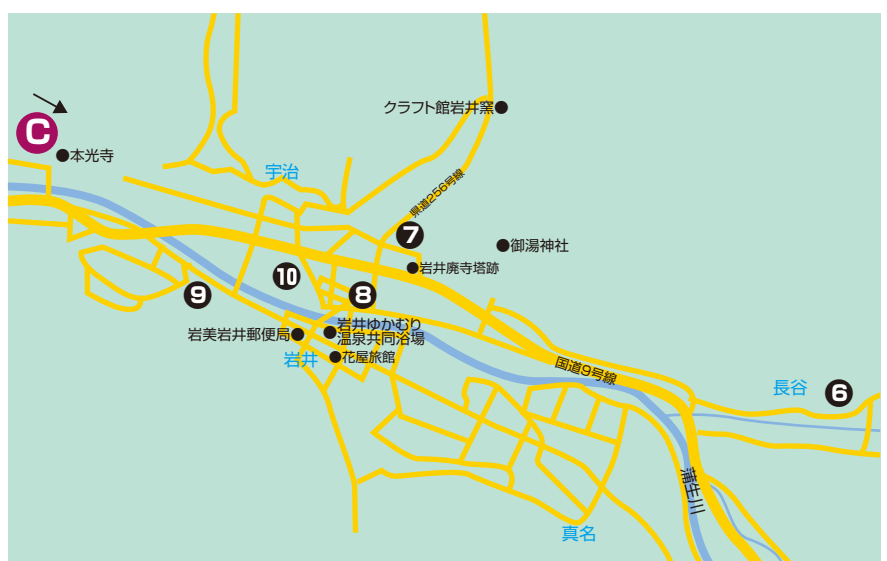 クラフト館岩井窯
C
本光寺
宇治
県道256号線
7
御湯神社
岩井廃寺塔跡
10
9
8
岩井ゆかむり
温泉共同浴場
岩美岩井郵便局
岩井
花屋旅館
国道9号線
長谷
6
蒲生川
真名